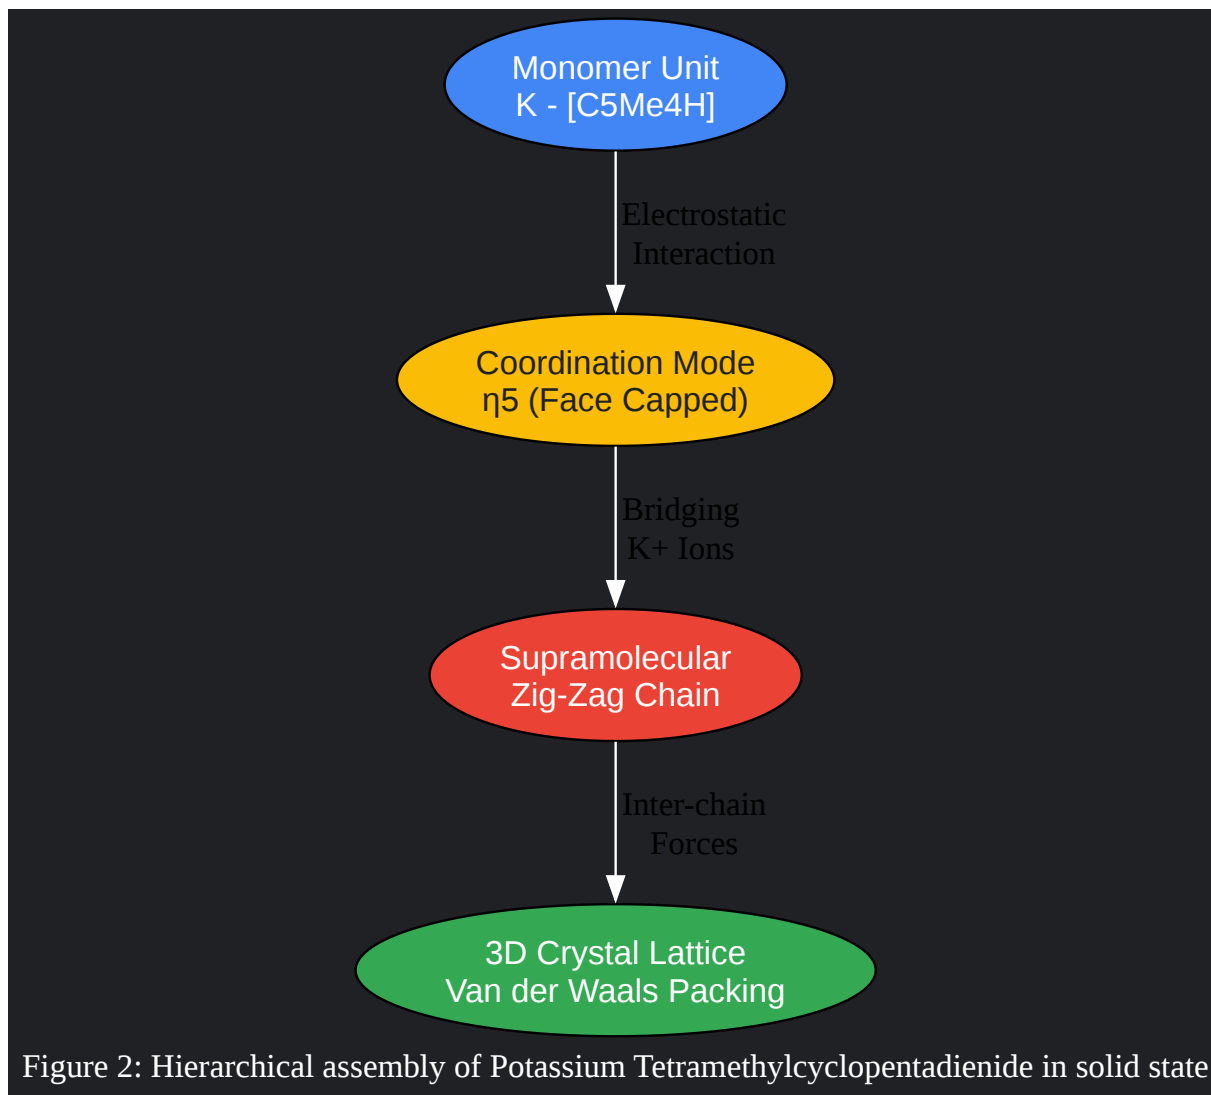 Monomer Unit
K - [C5Me4H]
Electrostatic
Interaction
Coordination Mode
η5 (Face Capped)
Bridging
K+ Ions
Supramolecular
Zig-Zag Chain
Inter-chain
Forces
3D Crystal Lattice
Van der Waals Packing
Figure 2: Hierarchical assembly of Potassium Tetramethylcyclopentadienide in solid state